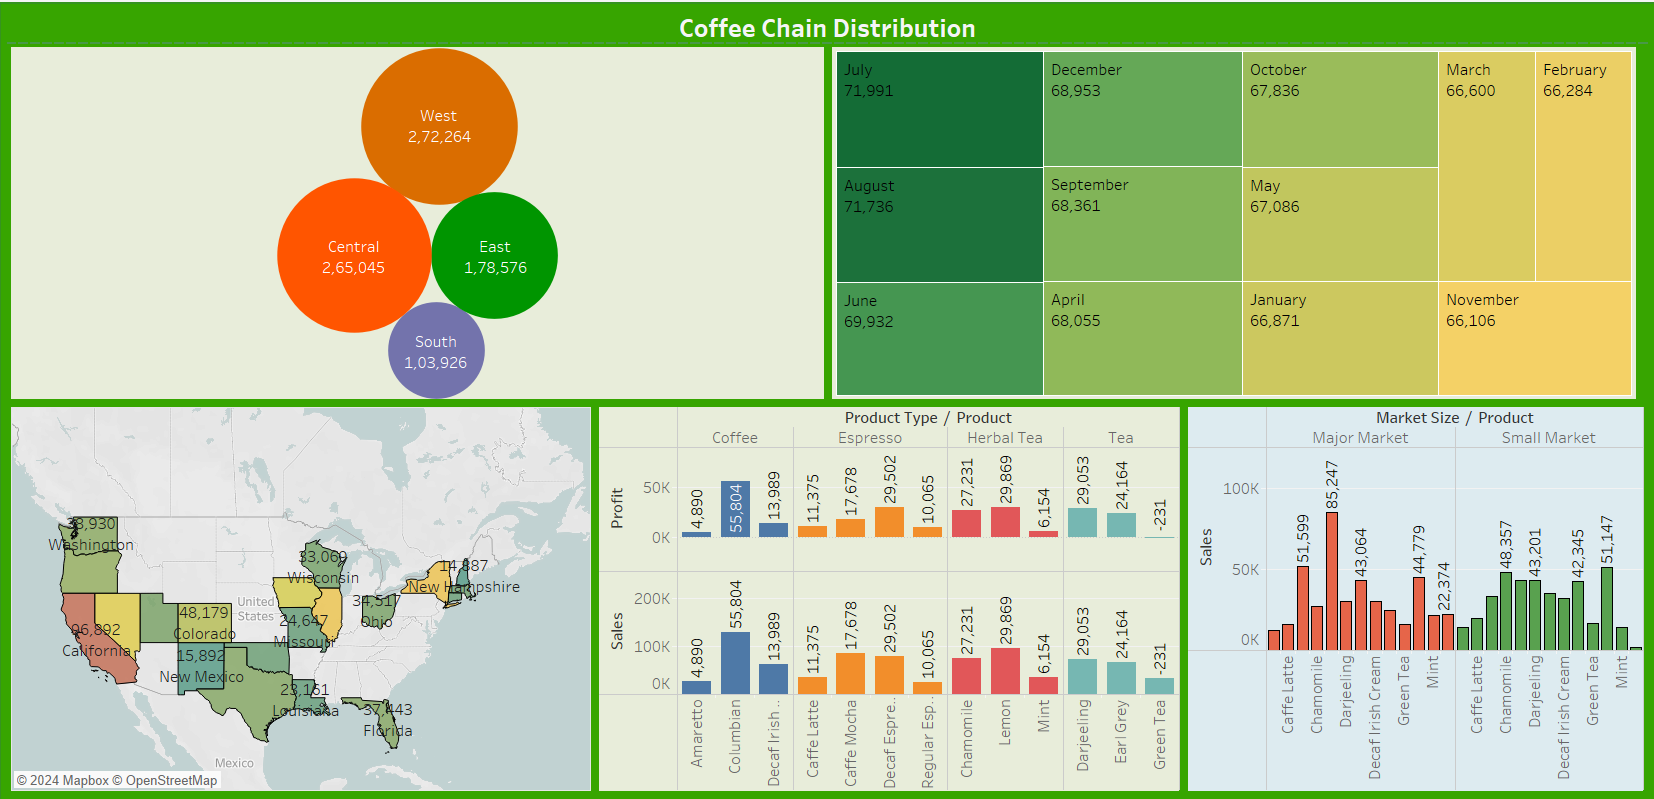 Coffee Chain Distribution
West
2,72,264
Central
2,65,045
East
1,78,576
South
1,03,926
July
71,991
August
71,736
June
69,932
December
68,953
September
68,361
April
68,055
October
67,836
May
67,086
January
66,871
March
66,600
February
66,284
November
66,106
38,930
Washington
96,892
California
48,179
Colorado
15,892
New Mexico
33,069
Wisconsin
24,647
Missouri
34,517
Ohio
14,887
New Hampshire
23,161
Louisiana
37,443
Florida
United
States
Mexico
© 2024 Mapbox © OpenStreetMap
Product Type / Product
Coffee Espresso Herbal Tea Tea
Profit
50K
0K
4,890 55,804 13,989 11,375 17,678 29,502 10,065 27,231 29,869 6,154 29,053 24,164 -231
Sales
200K
100K
0K
4,890 55,804 13,989 11,375 17,678 29,502 10,065 27,231 29,869 6,154 29,053 24,164 -231
Amaretto
Columbian
Decaf Irish ..
Caffe Latte
Caffe Mocha
Decaf Espre..
Regular Esp..
Chamomile
Lemon
Mint
Darjeeling
Earl Grey
Green Tea
Market Size / Product
Major Market Small Market
Sales
100K
50K
0K
51,599 85,247 43,064 44,779 22,374 48,357 43,201 42,345 51,147
Caffe Latte
Chamomile
Darjeeling
Decaf Irish Cream
Green Tea
Mint
Caffe Latte
Chamomile
Darjeeling
Decaf Irish Cream
Green Tea
Mint